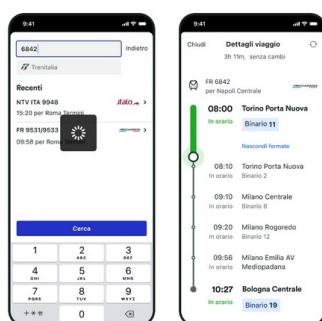 9:41
6842
Indietro
Trenitalia
Recenti
NTV ITA 9948
.italo
15:20 per Roma Termini
FR 9531/9533
09:58 per Roma
Cerca
1
2
ABC
3
DEF
4
GHI
5
JKL
6
MNO
7
PQRS
8
TUV
9
WXYZ
+*#
0
9:41
Chiudi
Dettagli viaggio
3h 11m, senza cambi
FR 6842
per Napoli Centrale
08:00 Torino Porta Nuova
In orario Binario 11
Nascondi fermate
08:10 Torino Porta Nuova
In orario Binario 2
09:10 Milano Centrale
In orario Binario 8
09:20 Milano Rogoredo
In orario Binario 12
09:56 Milano Emilia AV
In orario Mediopadana
10:27 Bologna Centrale
In orario Binario 19